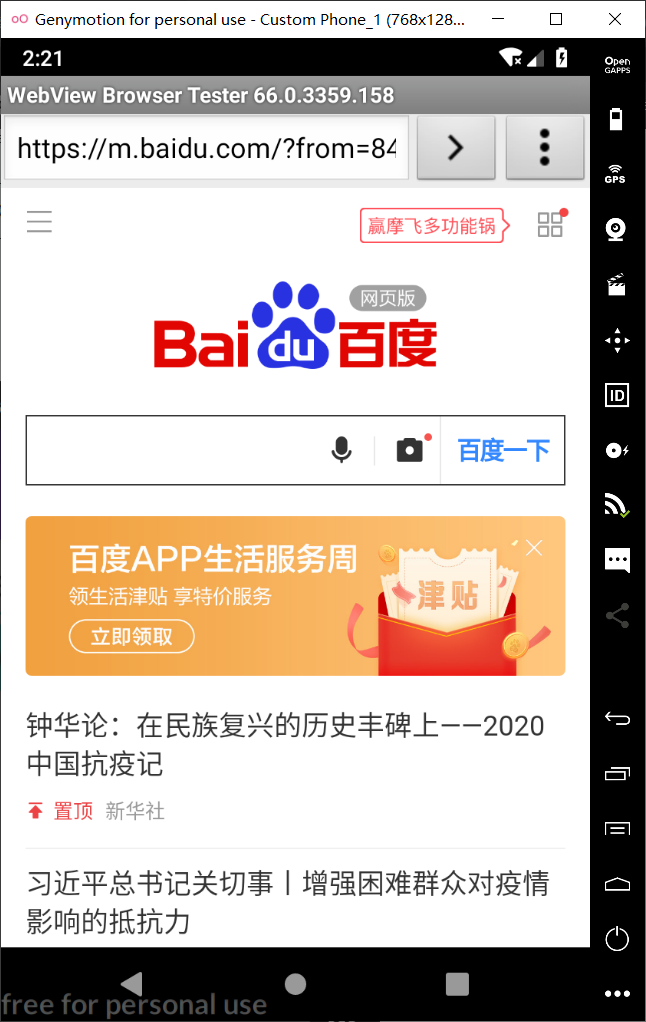 Genymotion for personal use - Custom Phone_1 (768x128...
2:21
Open
GAPPS
WebView Browser Tester 66.0.3359.158
https://m.baidu.com/?from=84
GPS
赢摩飞多功能锅
网页版
Bai du 百度
ID
百度一下
百度APP生活服务周
领生活津贴 享特价服务
立即领取
津贴
钟华论：在民族复兴的历史丰碑上——2020
中国抗疫记
置顶 新华社
习近平总书记关切事丨增强困难群众对疫情
影响的抵抗力
free for personal use